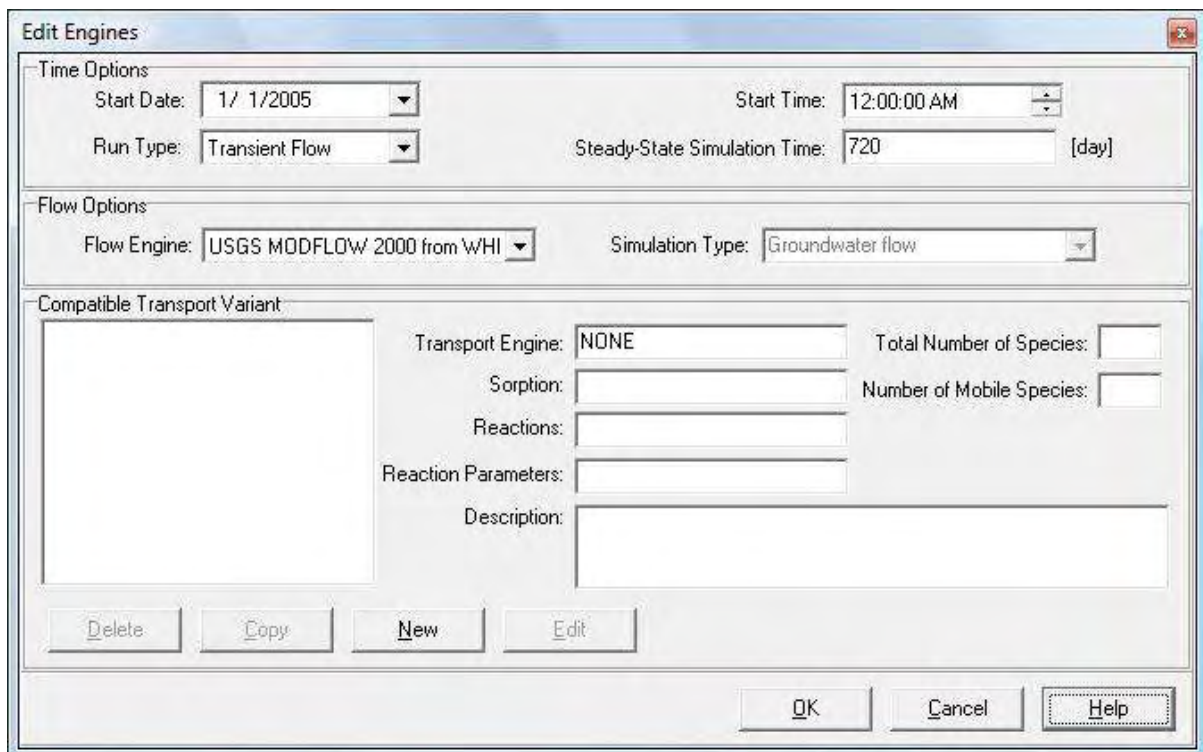 Edit Engines
Time Options
Start Date: 1/ 1/2005 Start Time: 12:00:00 AM
Run Type: Transient Flow Steady-State Simulation Time: 720 [day]
Flow Options
Flow Engine: USGS MODFLOW 2000 from WHI Simulation Type: Groundwater flow
Compatible Transport Variant
Transport Engine: NONE Total Number of Species:
Sorption: Number of Mobile Species:
Reactions:
Reaction Parameters:
Description:
Delete Copy New Edit
OK Cancel Help